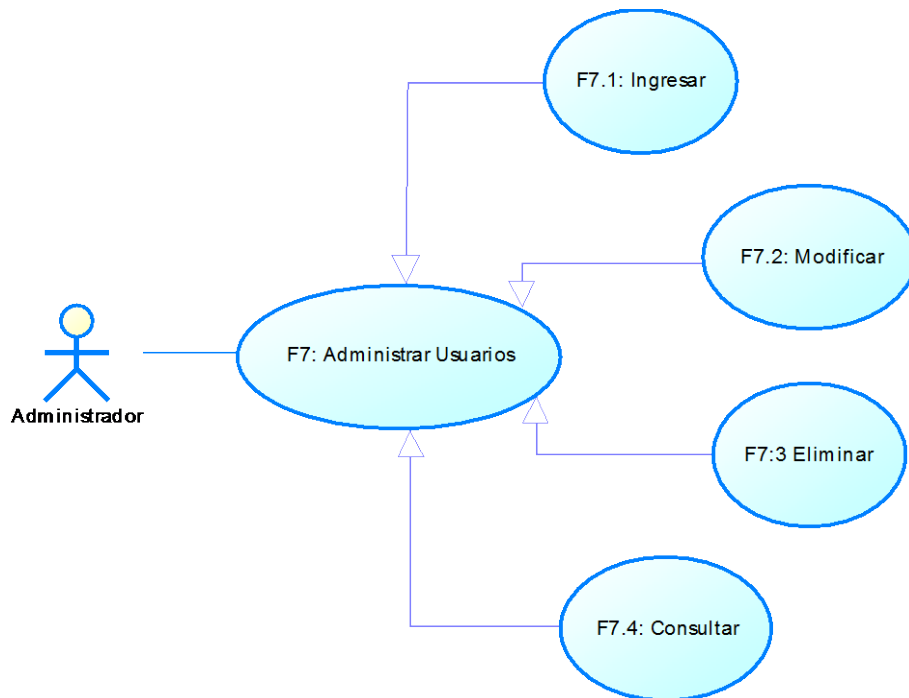 F7.1: Ingresar
F7.2: Modificar
F7: Administrar Usuarios
Administrador
F7:3 Eliminar
F7.4: Consultar